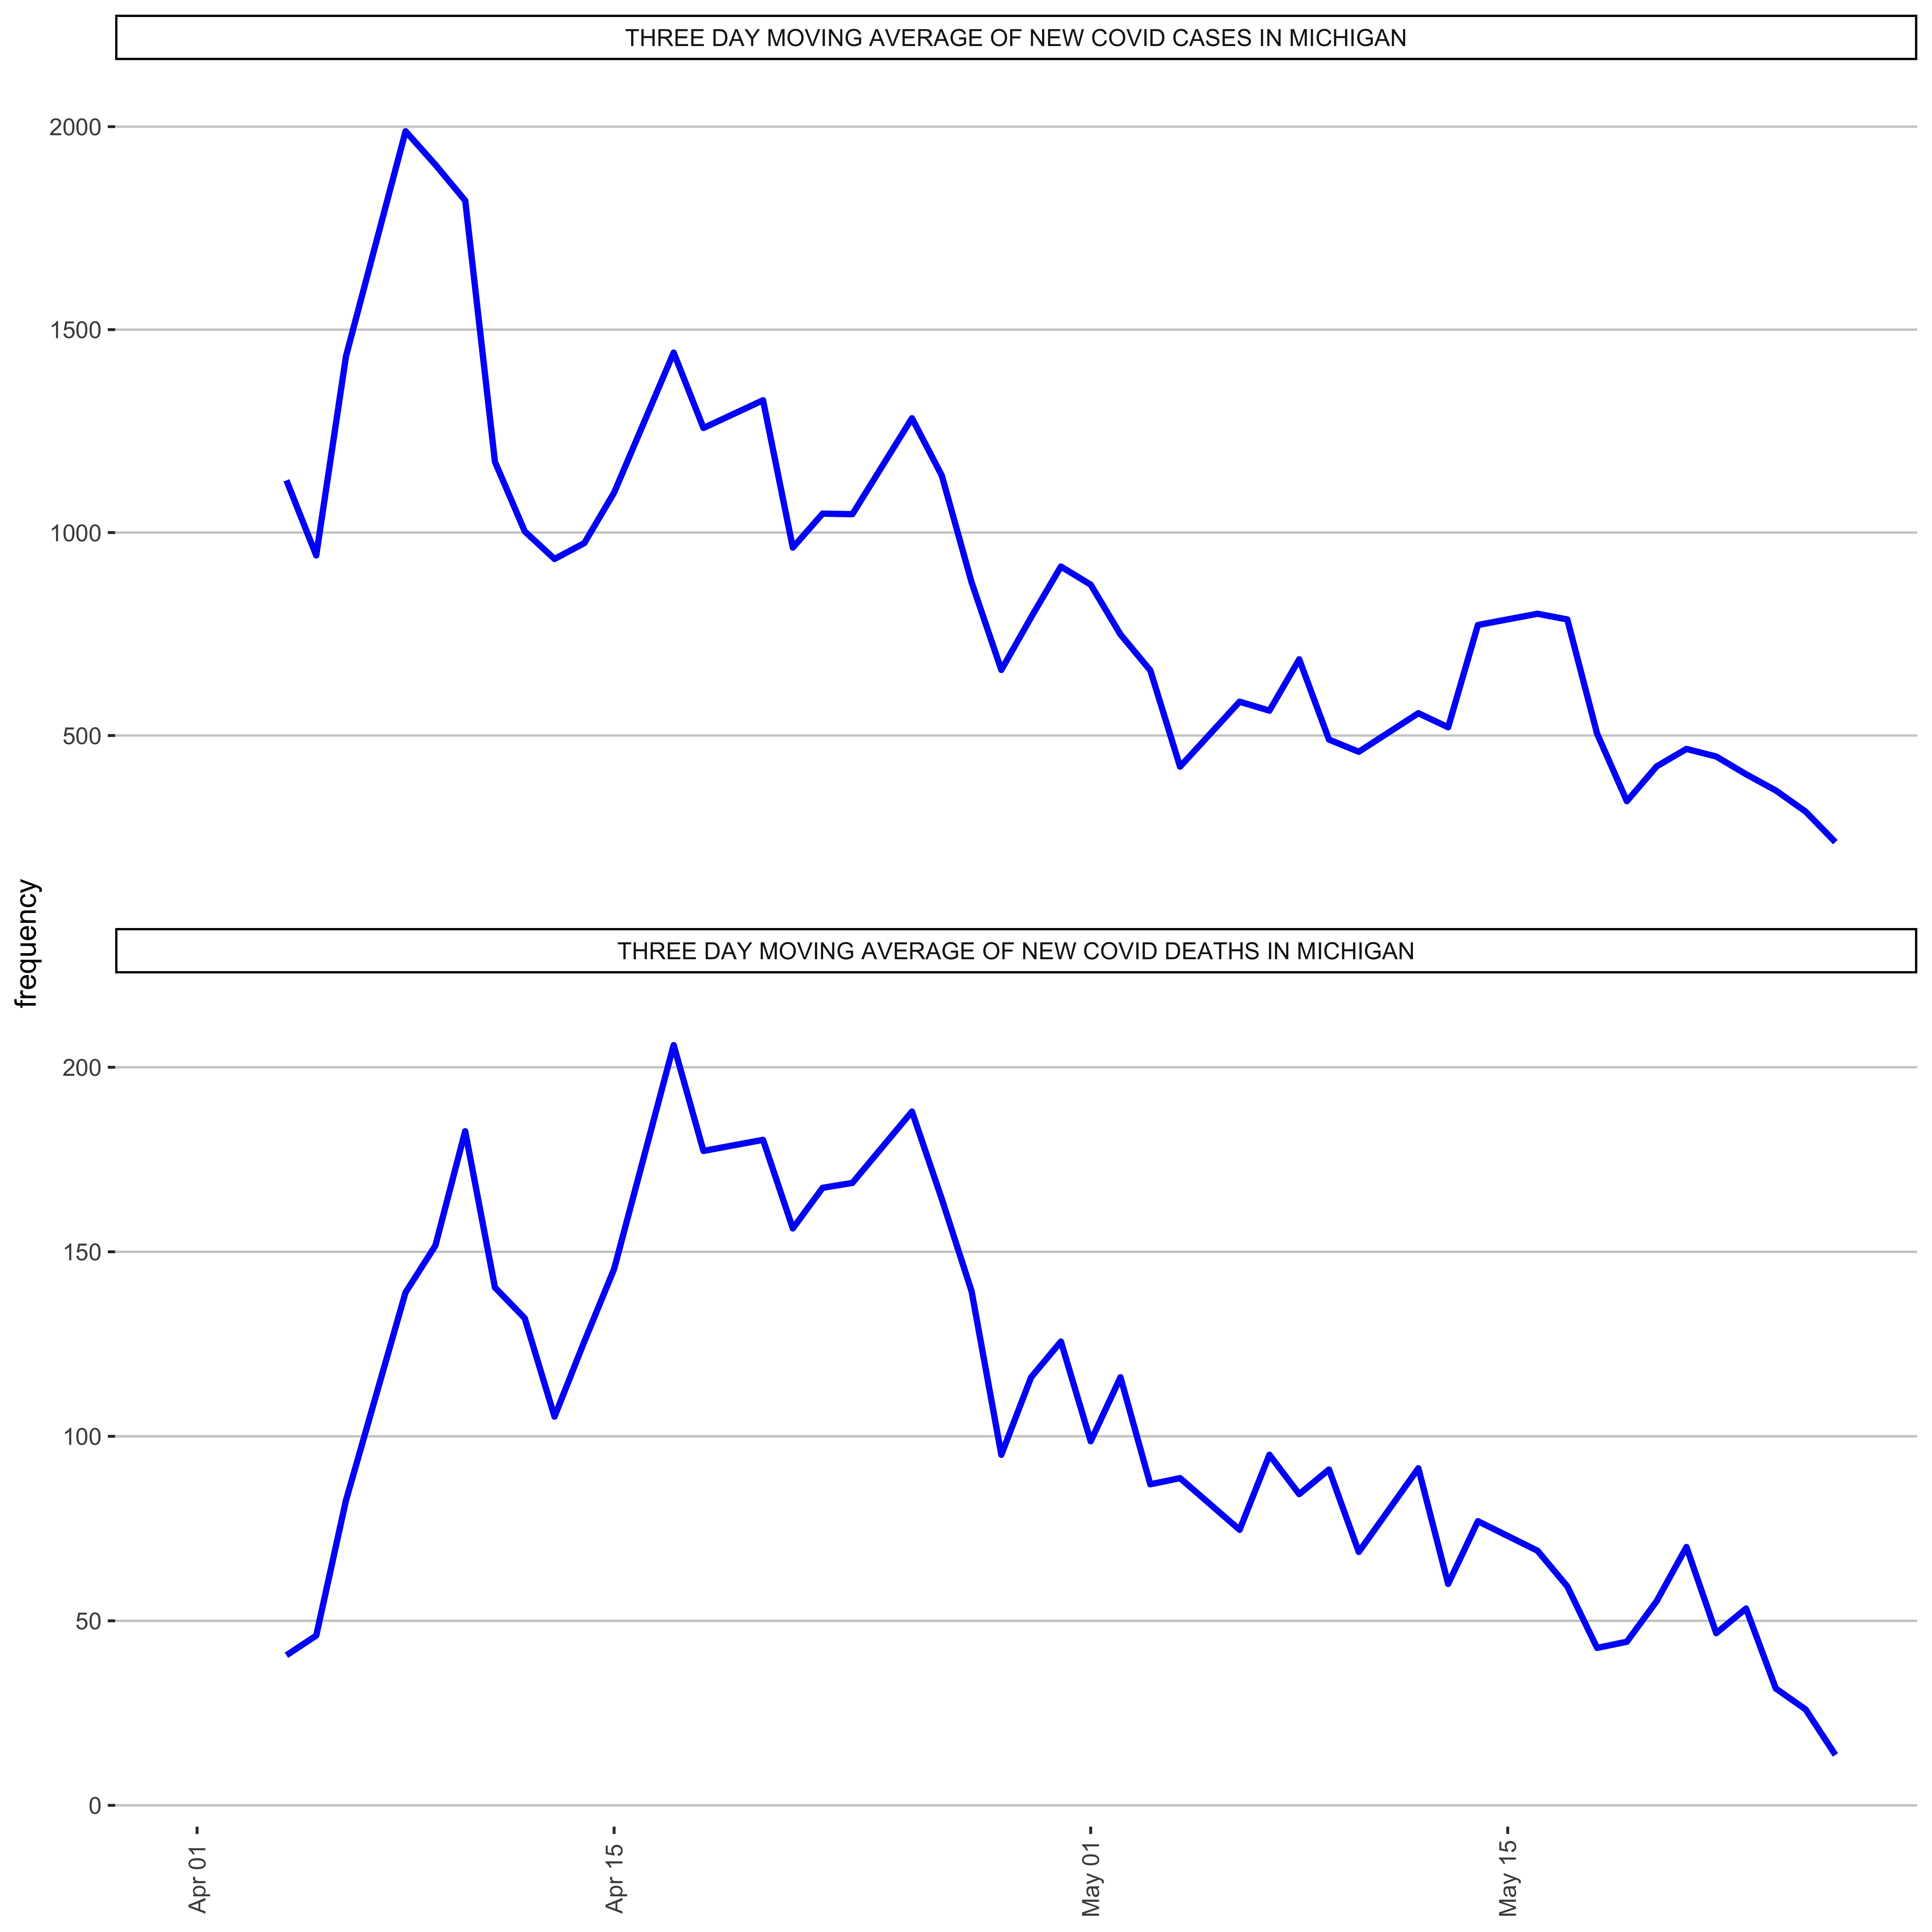 THREE DAY MOVING AVERAGE OF NEW COVID CASES IN MICHIGAN
2000
1500
1000
500
frequency
THREE DAY MOVING AVERAGE OF NEW COVID DEATHS IN MICHIGAN
200
150
100
50
0
Apr 01
Apr 15
May 01
May 15